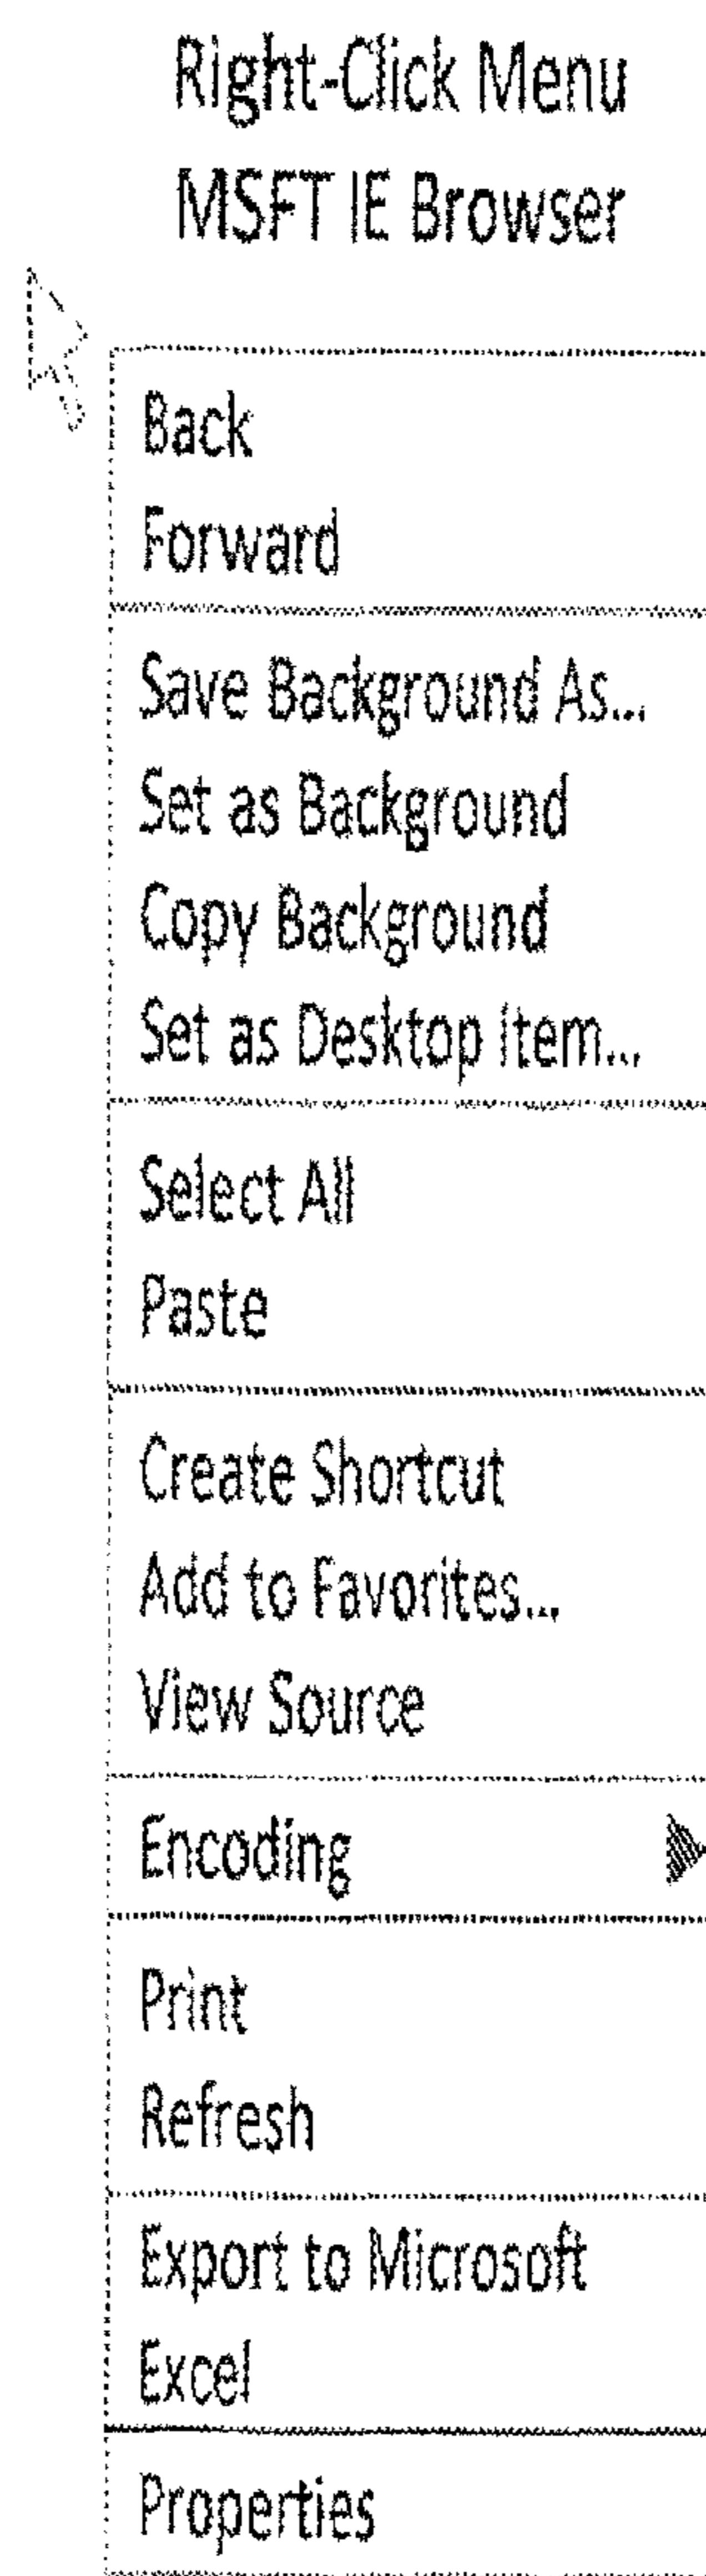 Right-Click Menu
MSFT IE Browser
Back
Forward
Save Background As...
Set as Background
Copy Background
Set as Desktop Item...
Select All
Paste
Create Shortcut
Add to Favorites...
View Source
Encoding
Print
Refresh
Export to Microsoft
Excel
Properties